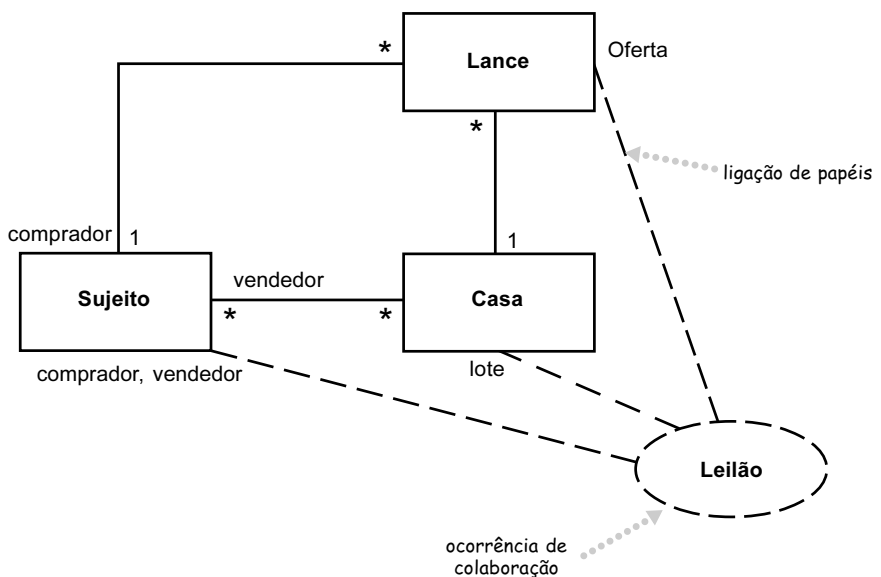 *
Lance
Oferta
*
ligação de papéis
comprador
1
1
Sujeito
vendedor
Casa
*
*
comprador, vendedor
lote
Leilão
ocorrência de
colaboração